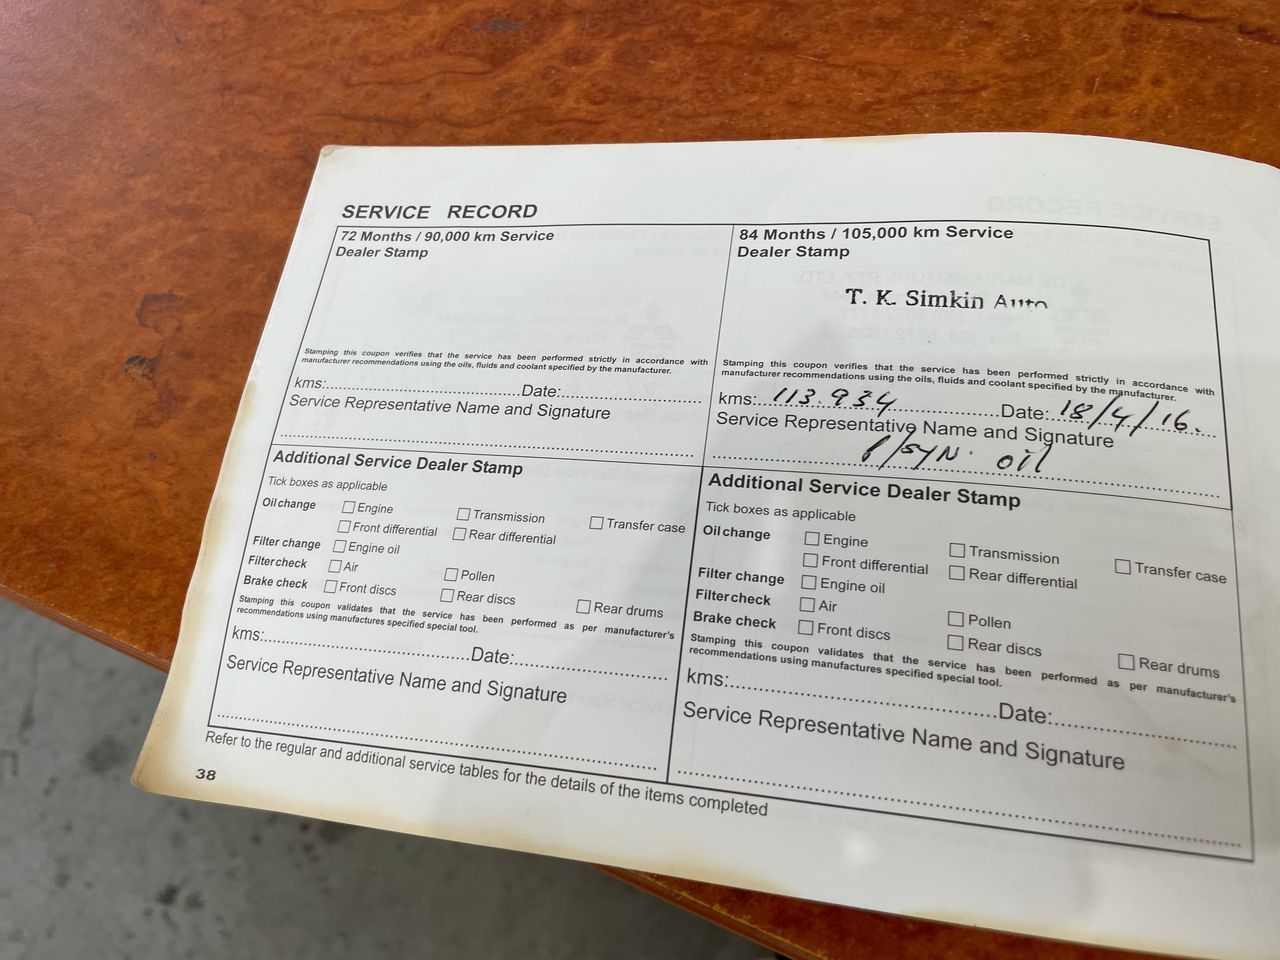 SERVICE RECORD
72 Months / 90,000 km Service
Dealer Stamp
Stamping this coupon verifies that the service has been performed strictly in accordance with
manufacturer recommendations using the oils, fluids and coolant specified by the manufacturer.
kms:..............................Date:..............................
Service Representative Name and Signature
Additional Service Dealer Stamp
Tick boxes as applicable
Oil change Engine Transmission Transfer case
Front differential Rear differential
Filter change Engine oil
Filter check Air Pollen
Brake check Front discs Rear discs Rear drums
Stamping this coupon validates that the service has been performed as per manufacturer's
recommendations using manufactures specified special tool.
kms:..............................Date:..............................
Service Representative Name and Signature
84 Months / 105,000 km Service
Dealer Stamp
T. K. Simkin Auto
Stamping this coupon verifies that the service has been performed strictly in accordance with
manufacturer recommendations using the oils, fluids and coolant specified by the manufacturer.
kms: 113.934 Date: 18/4/16.
Service Representative Name and Signature
SYN. oil
Additional Service Dealer Stamp
Tick boxes as applicable
Oil change Engine Transmission Transfer case
Front differential Rear differential
Filter change Engine oil
Filter check Air Pollen
Brake check Front discs Rear discs Rear drums
Stamping this coupon validates that the service has been performed as per manufacturer's
recommendations using manufactures specified special tool.
kms:..............................Date:..............................
Service Representative Name and Signature
Refer to the regular and additional service tables for the details of the items completed
38